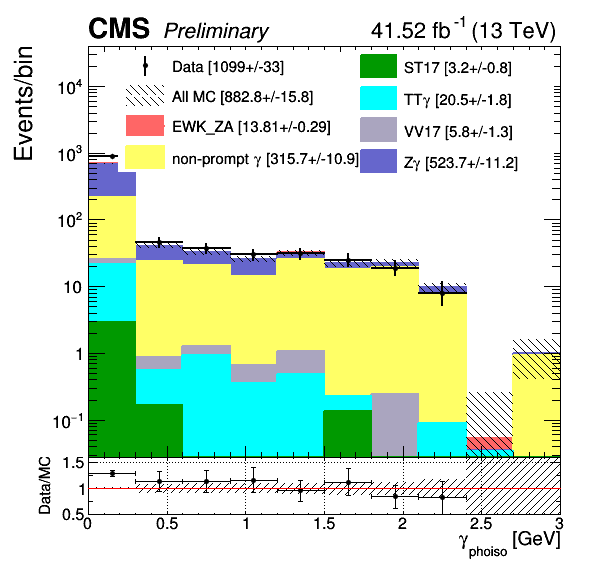 CMS Preliminary 41.52 fb⁻¹ (13 TeV)
Events/bin
Data [1099+/-33]
All MC [882.8+/-15.8]
EWK_ZA [13.81+/-0.29]
non-prompt γ [315.7+/-10.9]
ST17 [3.2+/-0.8]
TTγ [20.5+/-1.8]
VV17 [5.8+/-1.3]
Zγ [523.7+/-11.2]
10⁴
10³
10²
10
1
10⁻¹
Data/MC
1.5
1
0.5
0 0.5 1 1.5 2 2.5 3
γphoiso [GeV]